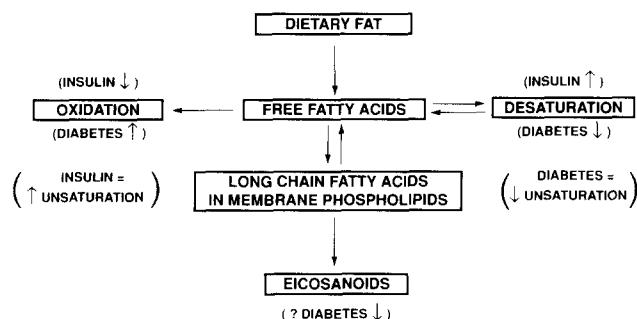 DIETARY FAT
(INSULIN ↓)
(INSULIN ↑)
OXIDATION
FREE FATTY ACIDS
DESATURATION
(DIABETES ↑)
(DIABETES ↓)
(INSULIN =
↑ UNSATURATION)
LONG CHAIN FATTY ACIDS
IN MEMBRANE PHOSPHOLIPIDS
(DIABETES =
↓ UNSATURATION)
EICOSANOIDS
(? DIABETES ↓)